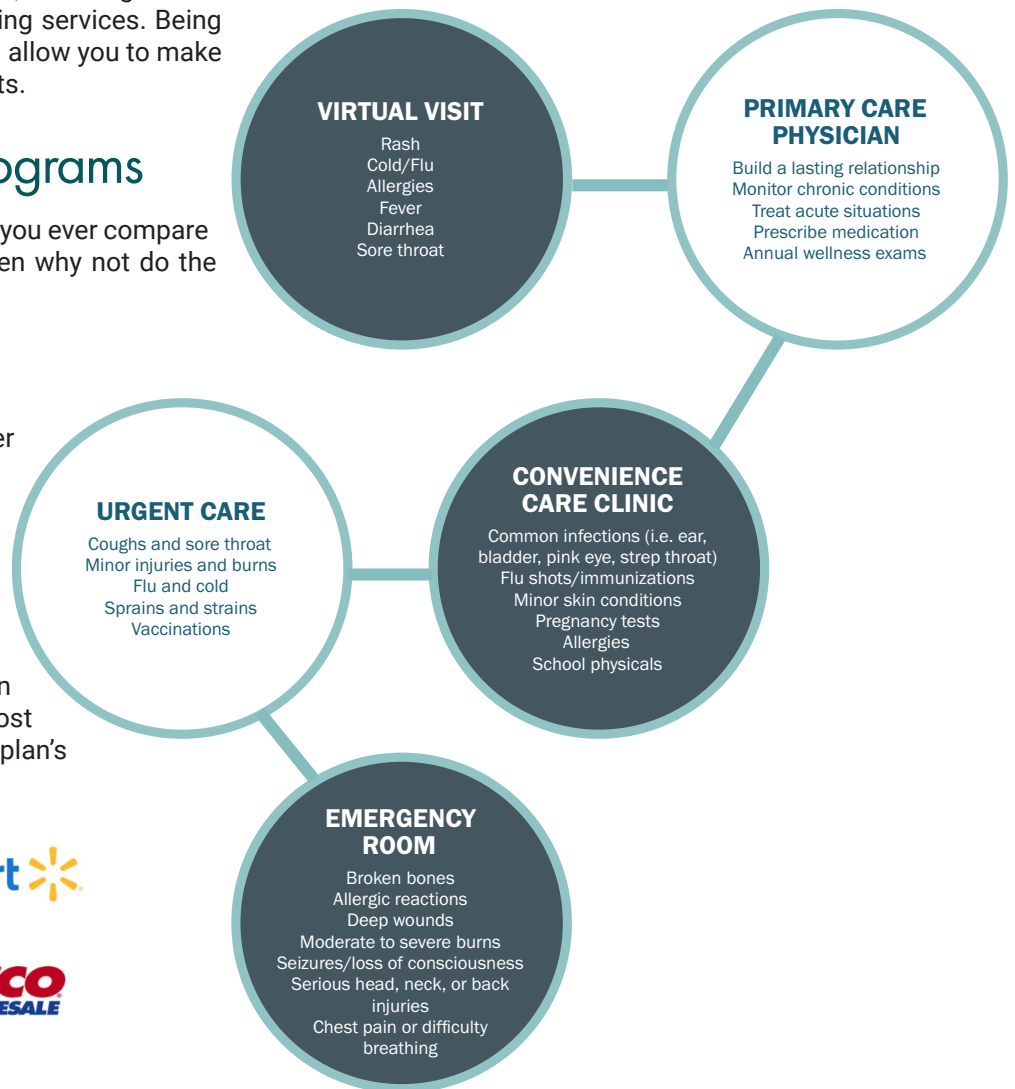 ing services. Being
allow you to make
ts.
ograms
you ever compare
en why not do the
er
n
ost
plan's
rt
CO
ESALE
VIRTUAL VISIT
Rash
Cold/Flu
Allergies
Fever
Diarrhea
Sore throat
PRIMARY CARE
PHYSICIAN
Build a lasting relationship
Monitor chronic conditions
Treat acute situations
Prescribe medication
Annual wellness exams
CONVENIENCE
CARE CLINIC
Common infections (i.e. ear,
bladder, pink eye, strep throat)
Flu shots/immunizations
Minor skin conditions
Pregnancy tests
Allergies
School physicals
URGENT CARE
Coughs and sore throat
Minor injuries and burns
Flu and cold
Sprains and strains
Vaccinations
EMERGENCY
ROOM
Broken bones
Allergic reactions
Deep wounds
Moderate to severe burns
Seizures/loss of consciousness
Serious head, neck, or back
injuries
Chest pain or difficulty
breathing